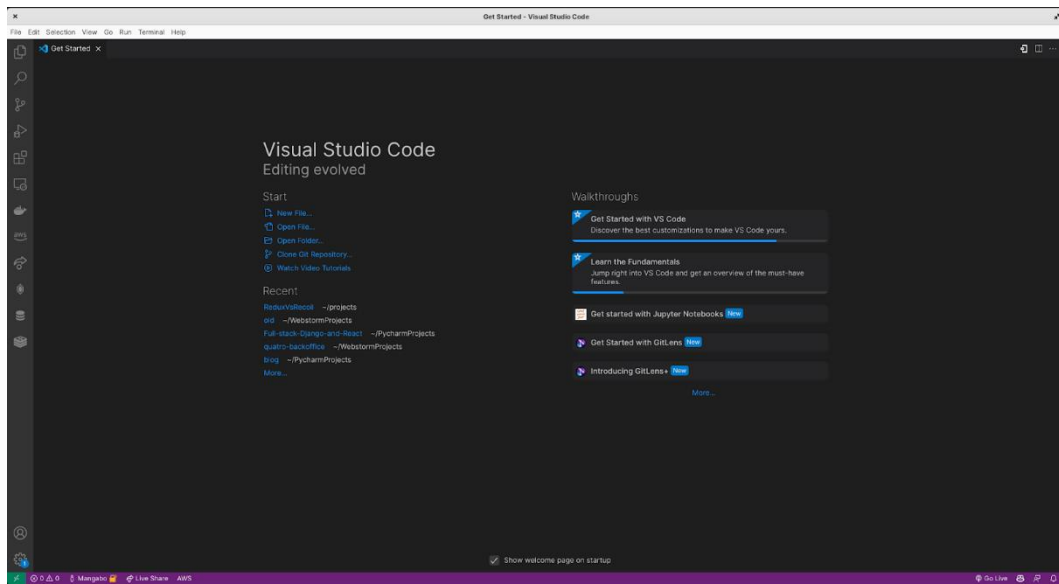 Get Started - Visual Studio Code
File Edit Selection View Go Run Terminal Help
Get Started
Visual Studio Code
Editing evolved
Start
New File...
Open File...
Open Folder...
Clone Git Repository...
Watch Video Tutorials
Recent
ReduxVsRecoil ~/projects
oid ~/WebstormProjects
Full-stack-Django-and-React ~/PycharmProjects
quatro-backoffice ~/WebstormProjects
blog ~/PycharmProjects
More...
Walkthroughs
Get Started with VS Code
Discover the best customizations to make VS Code yours.
Learn the Fundamentals
Jump right into VS Code and get an overview of the must-have
features.
Get started with Jupyter Notebooks New
Get Started with GitLens New
Introducing GitLens+ New
More...
aws
Show welcome page on startup
0 0 Mangabo Live Share AWS
Go Live